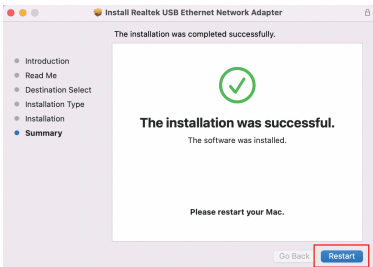 Install Realtek USB Ethernet Network Adapter
The installation was completed successfully.
Introduction
Read Me
Destination Select
Installation Type
Installation
Summary
The installation was successful.
The software was installed.
Please restart your Mac.
Go Back
Restart